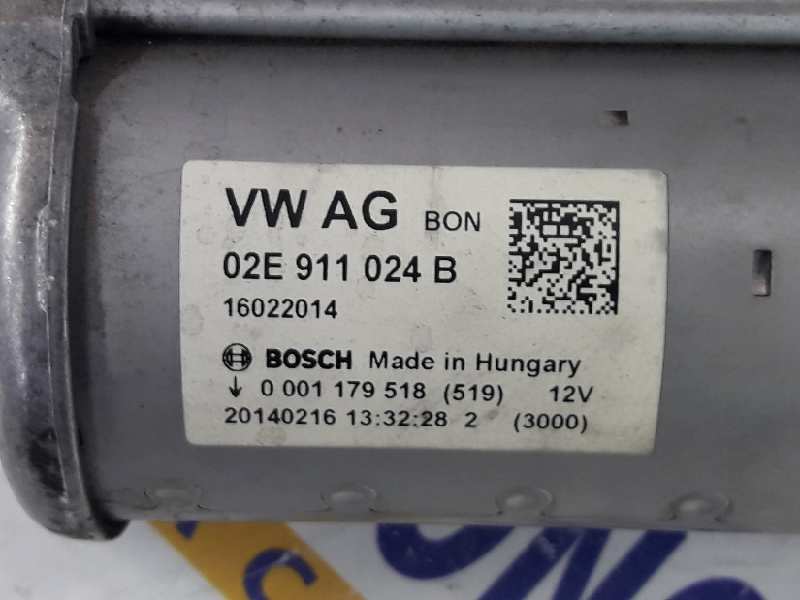 VW AG BON
02E 911 024 B
16022014
BOSCH Made in Hungary
↓ 0 001 179 518 (519) 12V
20140216 13:32:28 2 (3000)